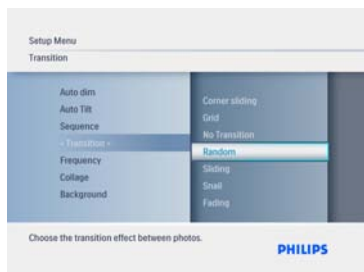 Setup Menu
Transition
Auto dim
Auto Tilt
Sequence
- Transition -
Frequency
Collage
Background
Corner sliding
Grid
No Transition
Random
Sliding
Snail
Fading
Choose the transition effect between photos.
PHILIPS